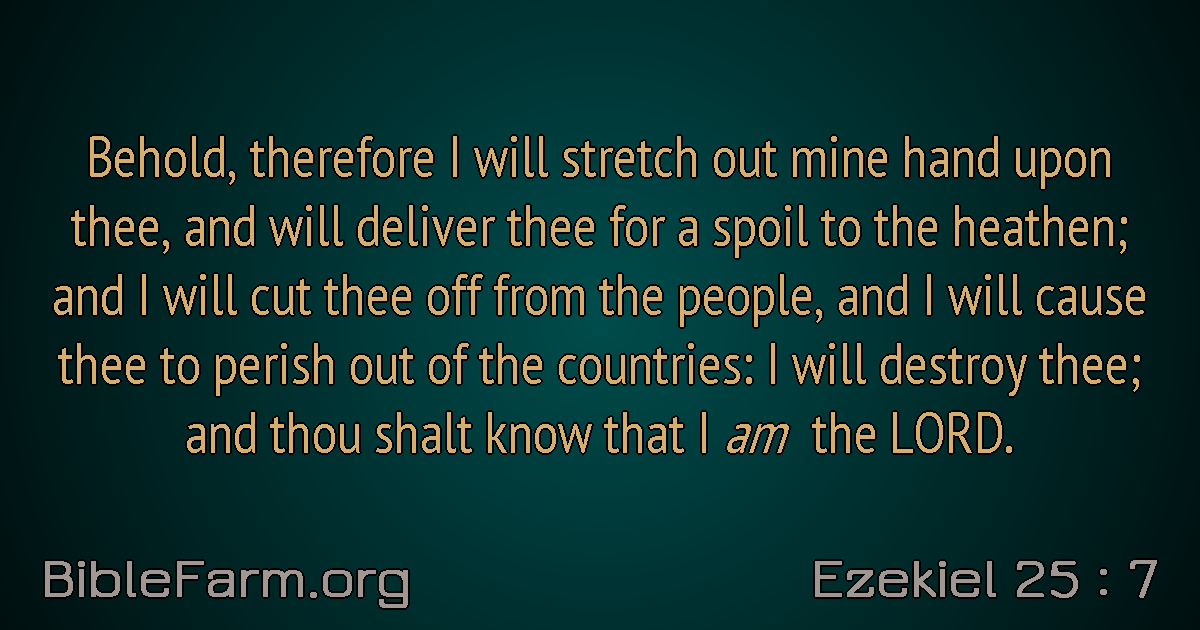 Behold, therefore I will stretch out mine hand upon
thee, and will deliver thee for a spoil to the heathen;
and I will cut thee off from the people, and I will cause
thee to perish out of the countries: I will destroy thee;
and thou shalt know that I am the LORD.
BibleFarm.org
Ezekiel 25 : 7